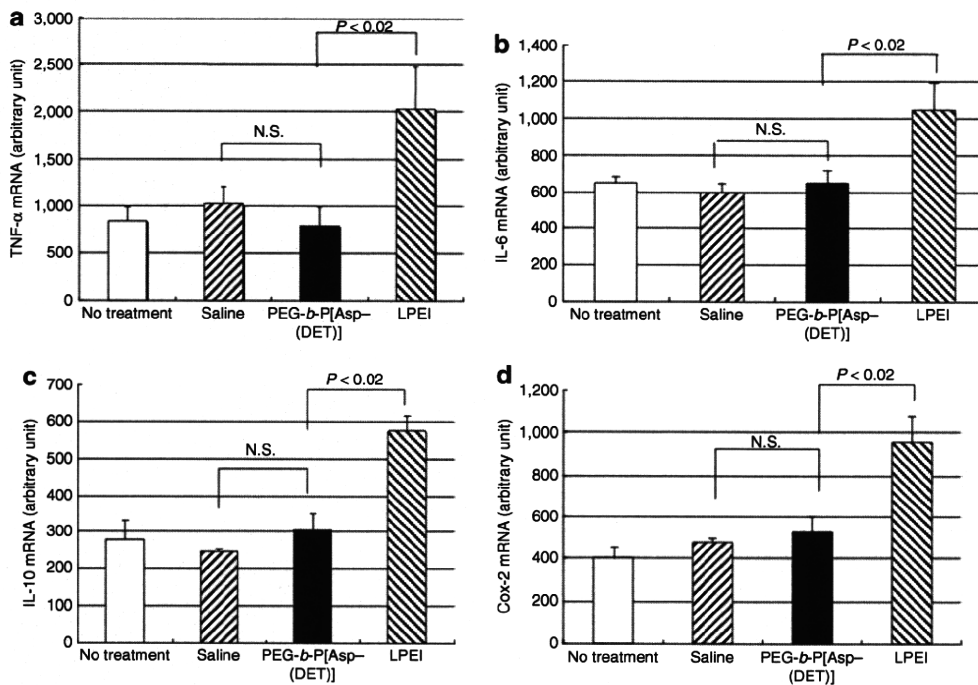 a
TNF-α mRNA (arbitrary unit)
3,000
2,500
2,000
1,500
1,000
500
0
P < 0.02
N.S.
No treatment
Saline
PEG-b-P[Asp–
(DET)]
LPEI
b
IL-6 mRNA (arbitrary unit)
1,400
1,200
1,000
800
600
400
200
0
P < 0.02
N.S.
No treatment
Saline
PEG-b-P[Asp–
(DET)]
LPEI
c
IL-10 mRNA (arbitrary unit)
700
600
500
400
300
200
100
0
P < 0.02
N.S.
No treatment
Saline
PEG-b-P[Asp–
(DET)]
LPEI
d
Cox-2 mRNA (arbitrary unit)
1,200
1,000
800
600
400
200
0
P < 0.02
N.S.
No treatment
Saline
PEG-b-P[Asp–
(DET)]
LPEI